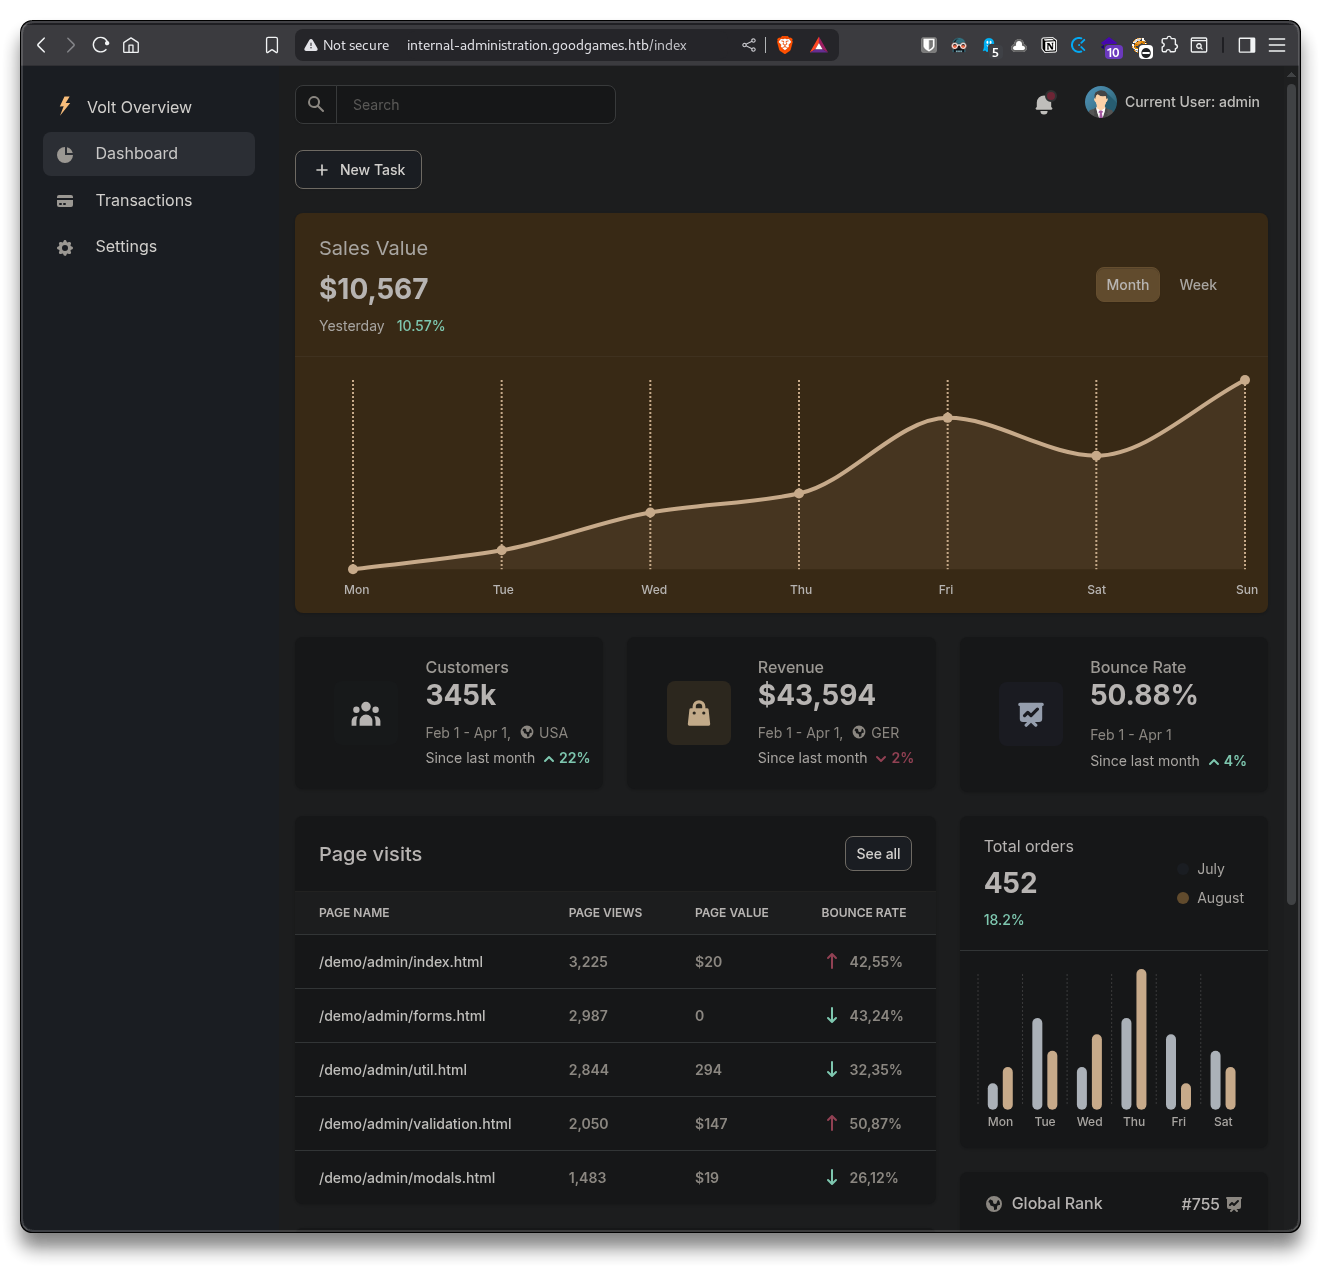 Not secure internal-administration.goodgames.htb/index
5
10
Volt Overview
Dashboard
Transactions
Settings
Search
Current User: admin
New Task
Sales Value
$10,567
Yesterday 10.57%
Month Week
Mon Tue Wed Thu Fri Sat Sun
Customers
345k
Feb 1 - Apr 1, USA
Since last month 22%
Revenue
$43,594
Feb 1 - Apr 1, GER
Since last month 2%
Bounce Rate
50.88%
Feb 1 - Apr 1
Since last month 4%
Page visits
See all
PAGE NAME PAGE VIEWS PAGE VALUE BOUNCE RATE
/demo/admin/index.html 3,225 $20 42,55%
/demo/admin/forms.html 2,987 0 43,24%
/demo/admin/util.html 2,844 294 32,35%
/demo/admin/validation.html 2,050 $147 50,87%
/demo/admin/modals.html 1,483 $19 26,12%
Total orders
452
18.2%
July
August
Mon Tue Wed Thu Fri Sat
Global Rank #755